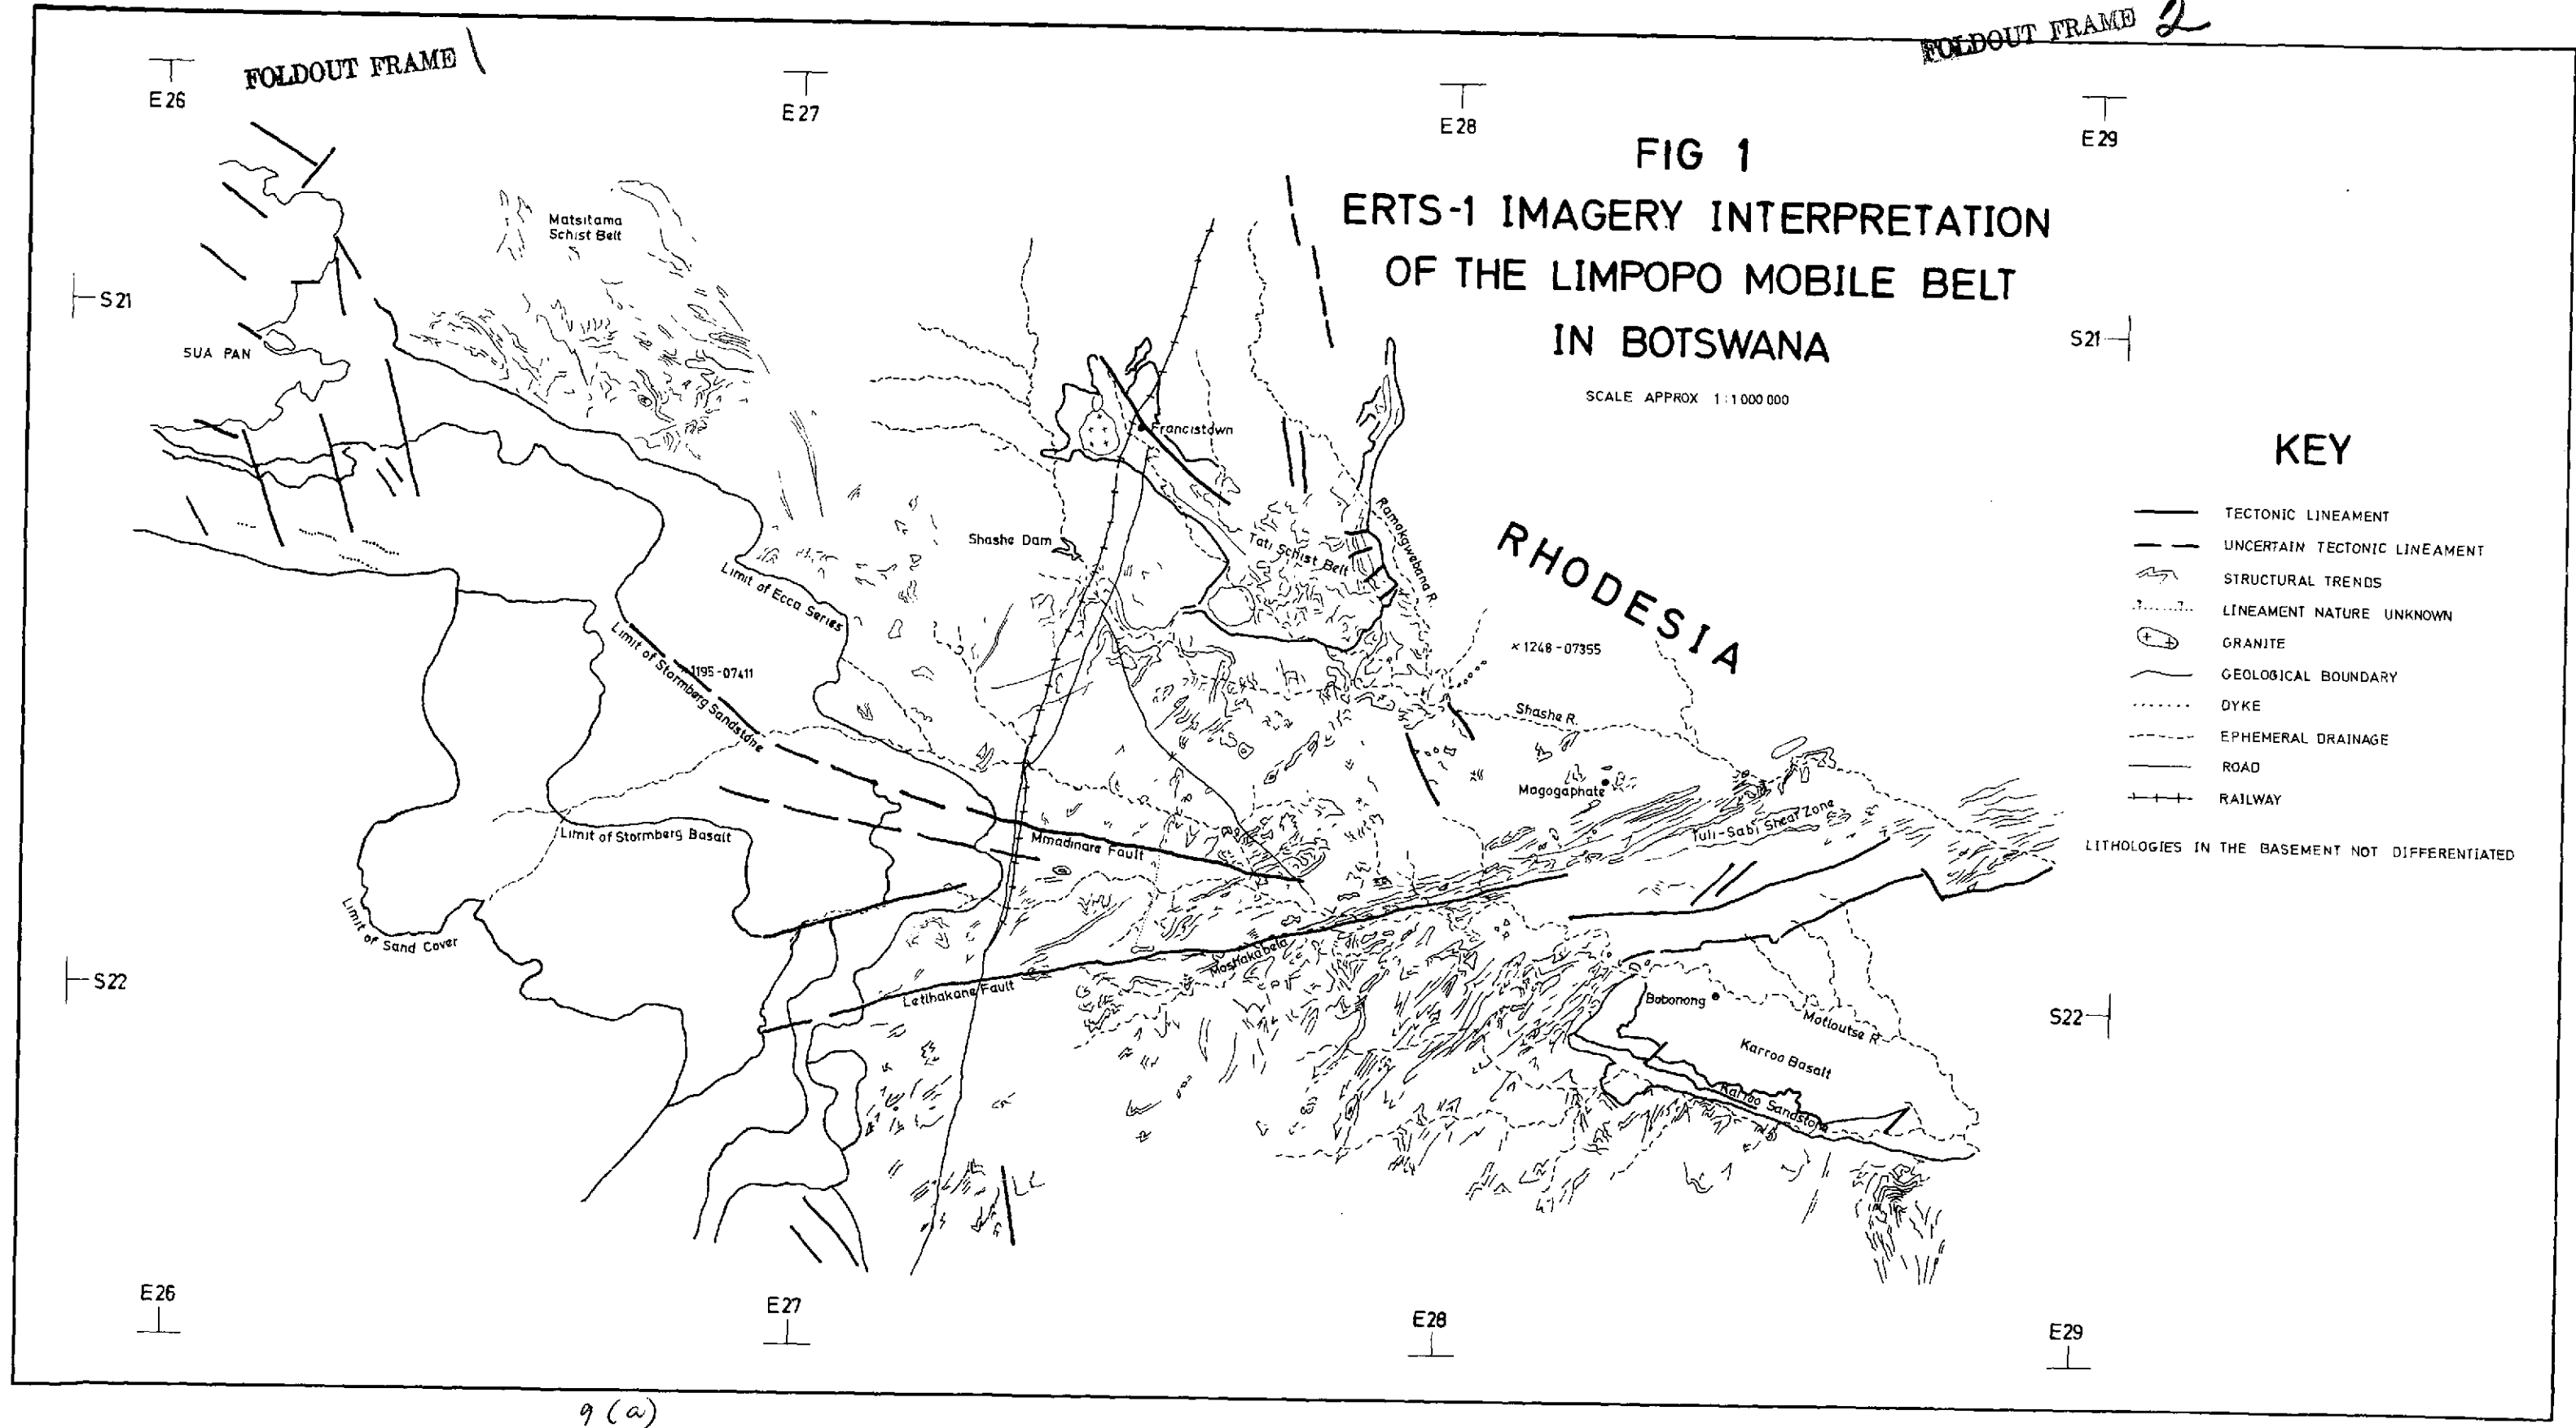 FOLDOUT FRAME 1
FOLDOUT FRAME 2
E26
E27
E28
E29
FIG 1
ERTS-1 IMAGERY INTERPRETATION
OF THE LIMPOPO MOBILE BELT
IN BOTSWANA
SCALE APPROX 1:1000000
Matsitama
Schist Belt
S21
S21
SUA PAN
Francistown
KEY
TECTONIC LINEAMENT
UNCERTAIN TECTONIC LINEAMENT
STRUCTURAL TRENDS
LINEAMENT NATURE UNKNOWN
GRANITE
GEOLOGICAL BOUNDARY
DYKE
EPHEMERAL DRAINAGE
ROAD
RAILWAY
LITHOLOGIES IN THE BASEMENT NOT DIFFERENTIATED
Ramokgwebana R.
RHODESIA
Shashe Dam
Tati Schist Belt
Limit of Ecca Series
Limit of Stormberg Sandstone
1195-07411
x 1248-07355
Shashe R.
Magogaphate
Tuli-Sabi Shear Zone
Limit of Stormberg Basalt
Mmadinare Fault
Limit of Sand Cover
Moshakabela
Letlhakane Fault
S22
S22
Bobonong
Motloutse R.
Karroo Basalt
Karroo Sandstone
E26
E27
E28
E29
9 (a)